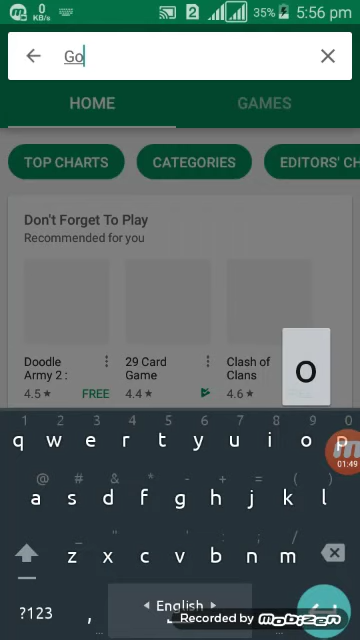 0 KB/s 2 35% 5:56 pm
Go
HOME GAMES
TOP CHARTS CATEGORIES EDITORS' CH
Don't Forget To Play
Recommended for you
Doodle Army 2 : 29 Card Game Clash of Clans
4.5 ★ FREE 4.4 ★ 4.6 ★
o
1 2 3 4 5 6 7 8 9 0
q w e r t y u i o p
01:49
@ # & * - + = ( )
a s d f g h j k l
_ " ' : ; /
z x c v b n m
?123 , English
Recorded by MOBIZEN